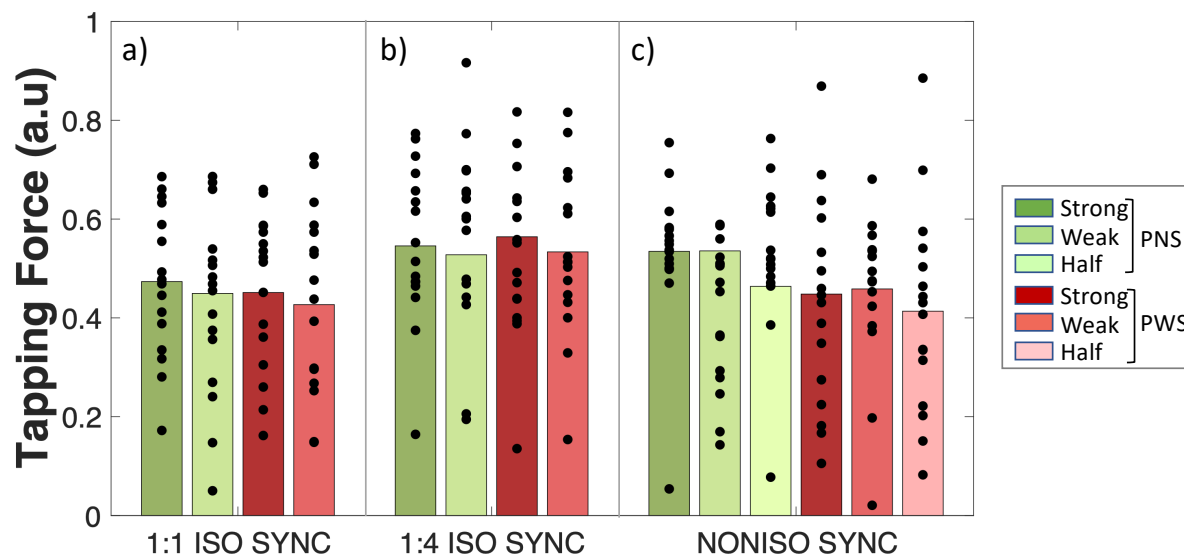 a)
b)
c)
Tapping Force (a.u)
1
0.8
0.6
0.4
0.2
0
1:1 ISO SYNC
1:4 ISO SYNC
NONISO SYNC
Strong
Weak
Half
PNS
Strong
Weak
Half
PWS